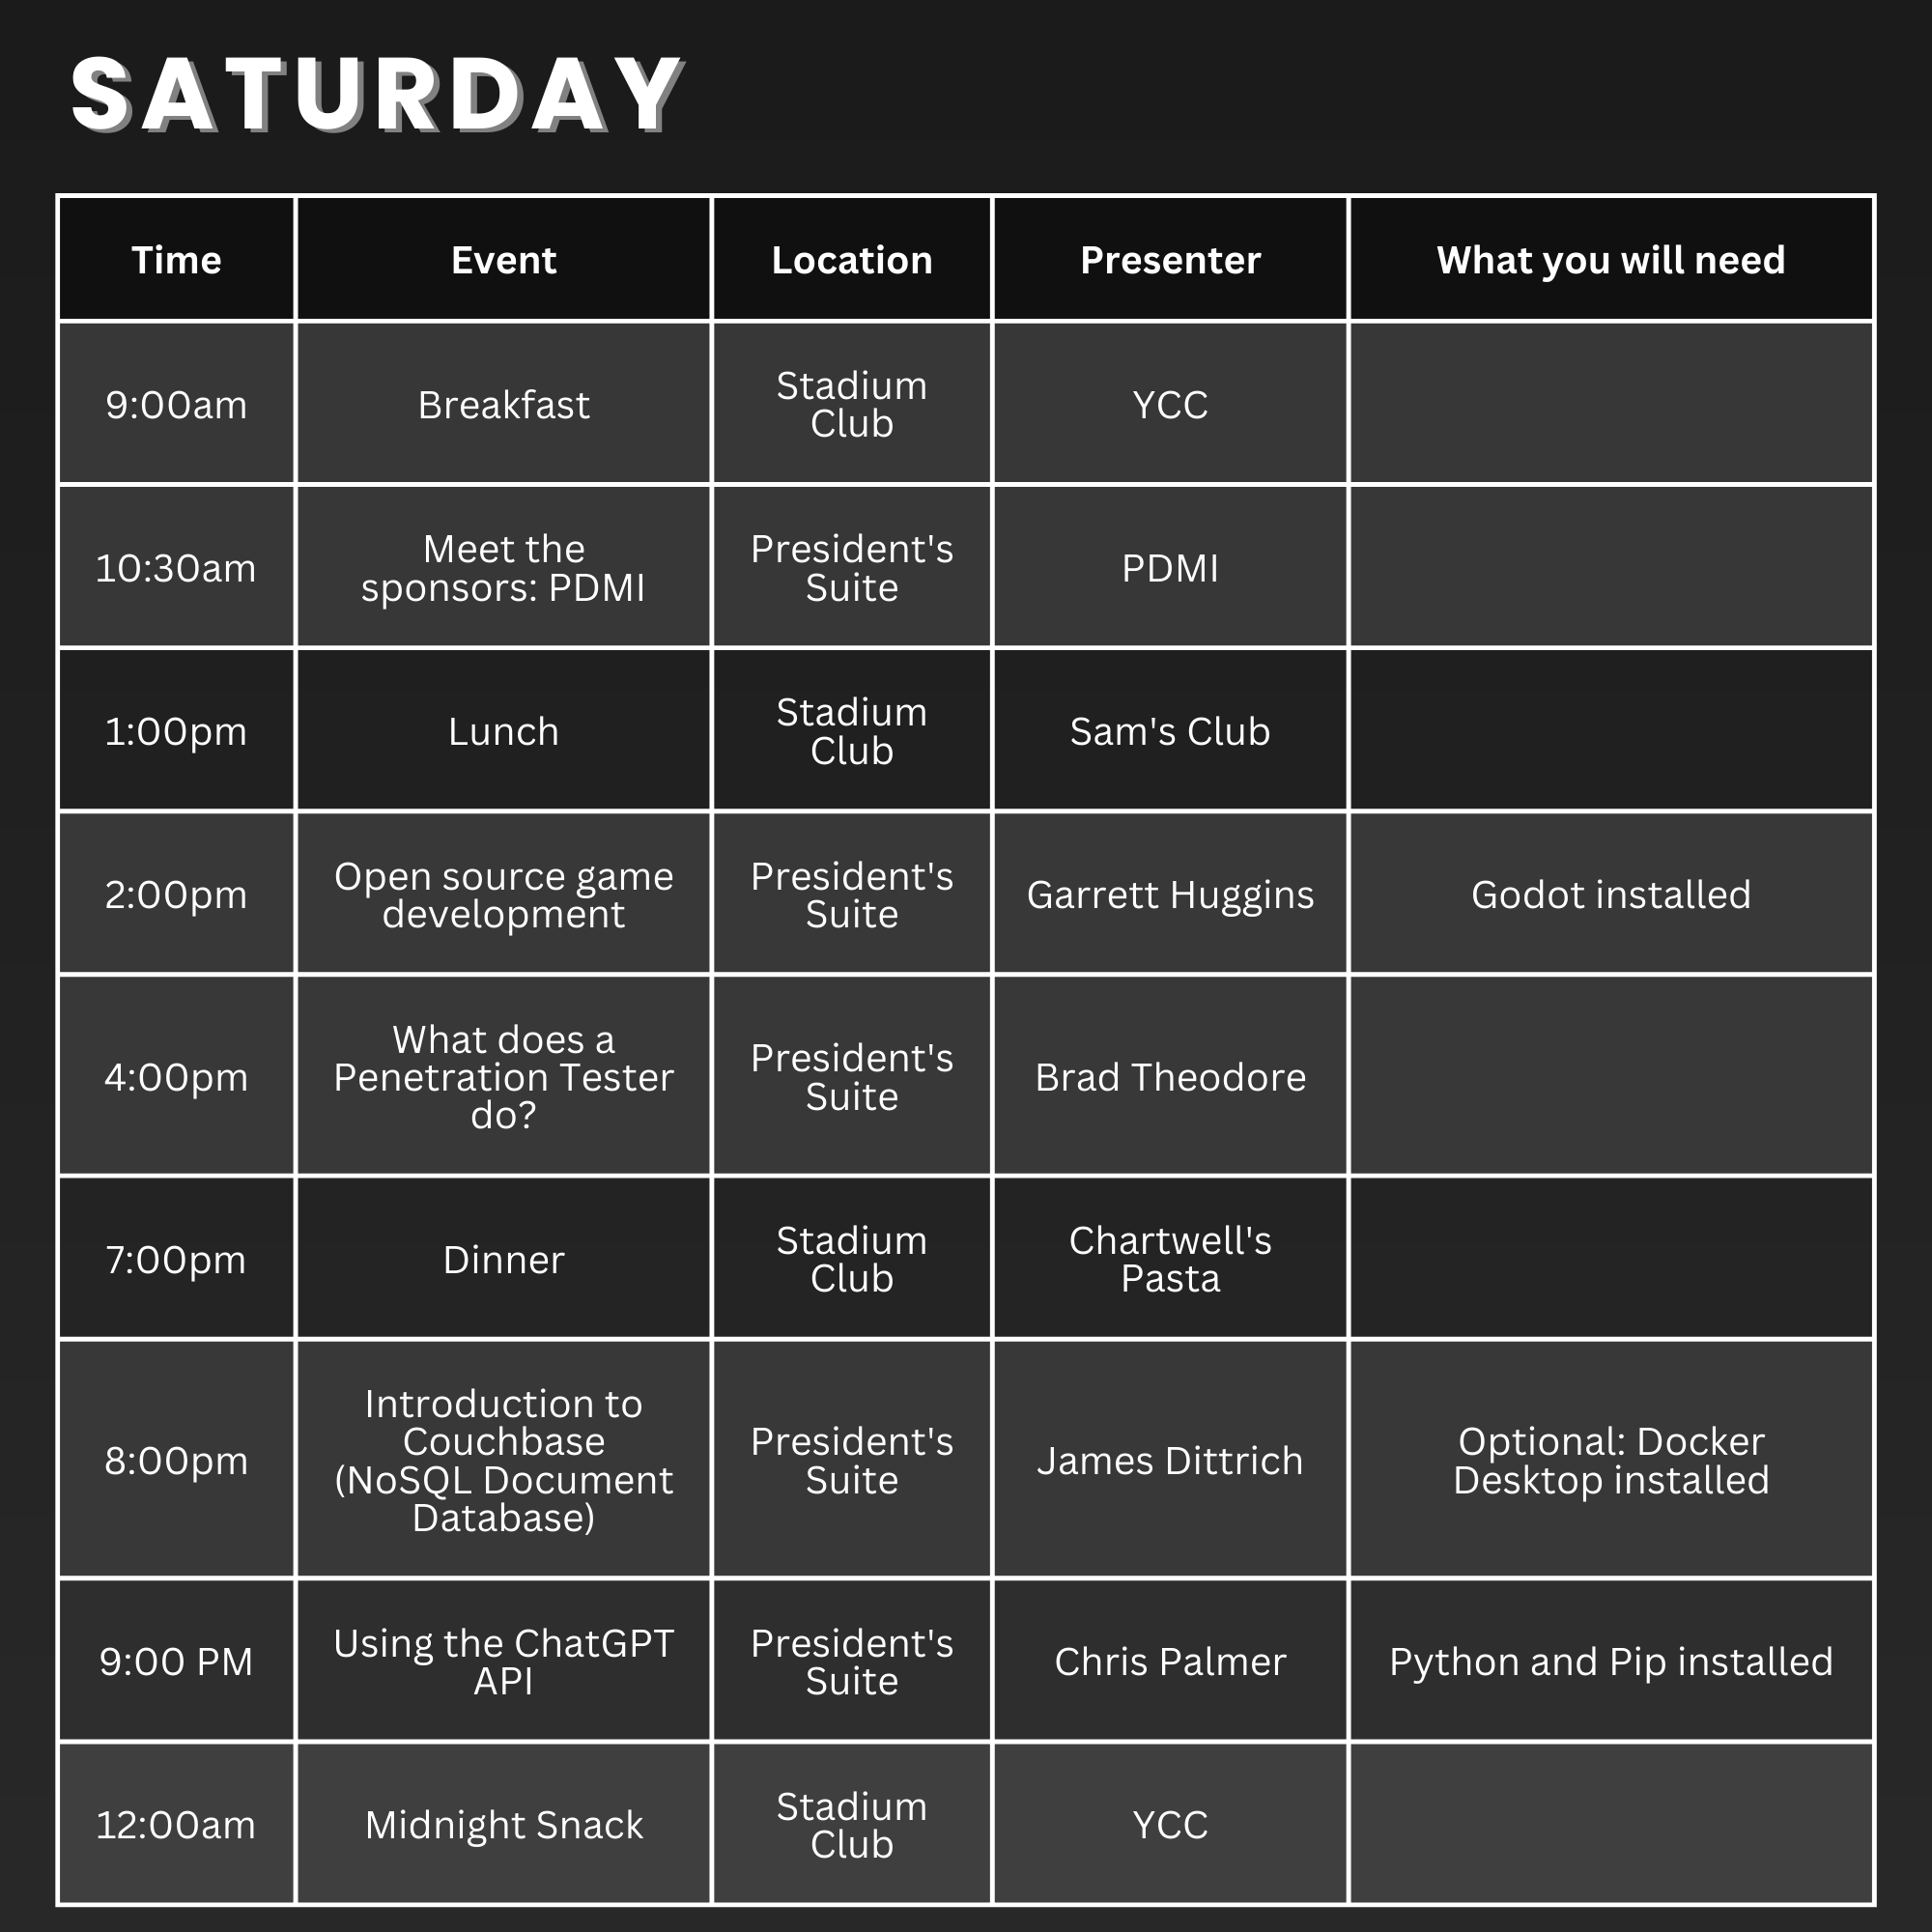 SATURDAY
Time Event Location Presenter What you will need
9:00am Breakfast Stadium Club YCC
10:30am Meet the sponsors: PDMI President's Suite PDMI
1:00pm Lunch Stadium Club Sam's Club
2:00pm Open source game development President's Suite Garrett Huggins Godot installed
4:00pm What does a Penetration Tester do? President's Suite Brad Theodore
7:00pm Dinner Stadium Club Chartwell's Pasta
8:00pm Introduction to Couchbase (NoSQL Document Database) President's Suite James Dittrich Optional: Docker Desktop installed
9:00 PM Using the ChatGPT API President's Suite Chris Palmer Python and Pip installed
12:00am Midnight Snack Stadium Club YCC